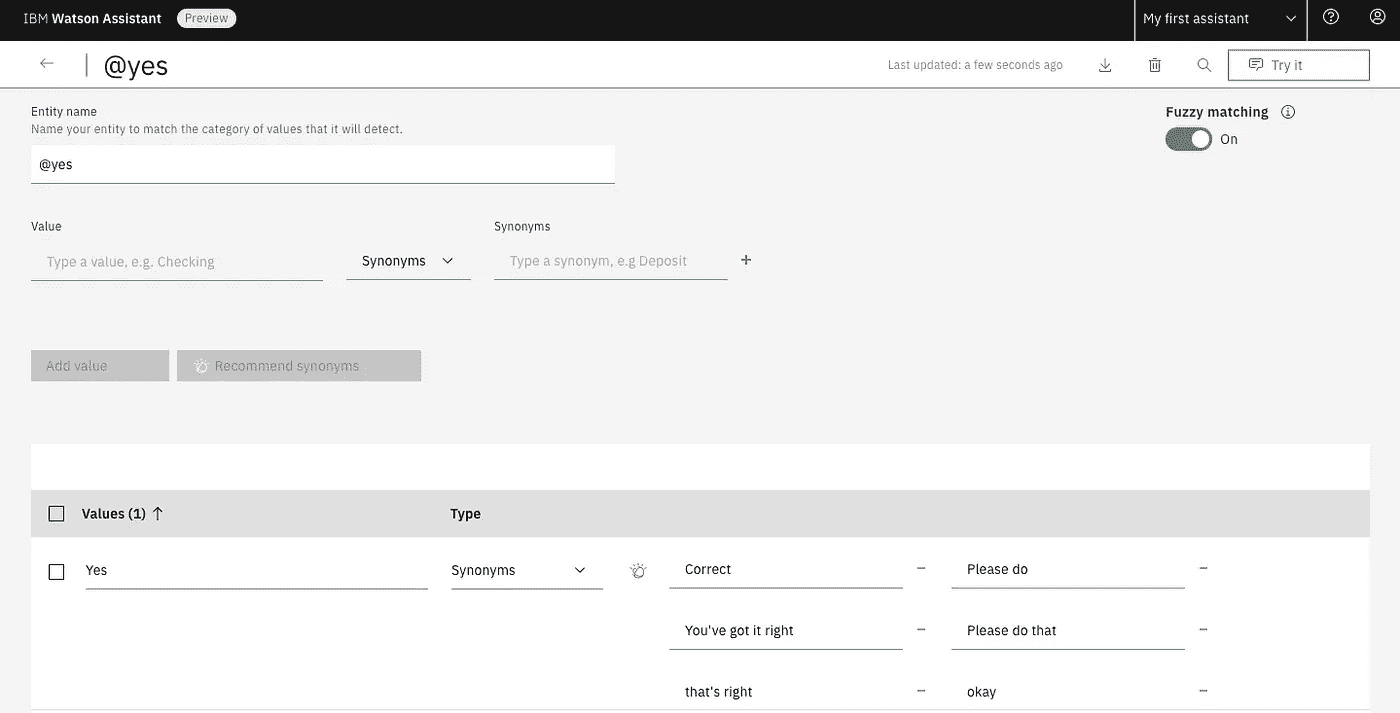 IBM Watson Assistant Preview My first assistant
@yes Last updated: a few seconds ago Try it
Entity name
Name your entity to match the category of values that it will detect.
Fuzzy matching
@yes On
Value Synonyms
Type a value, e.g. Checking Synonyms Type a synonym, e.g Deposit +
Add value Recommend synonyms
Values (1) ↑ Type
Yes Synonyms Correct – Please do –
You've got it right – Please do that –
that's right – okay –